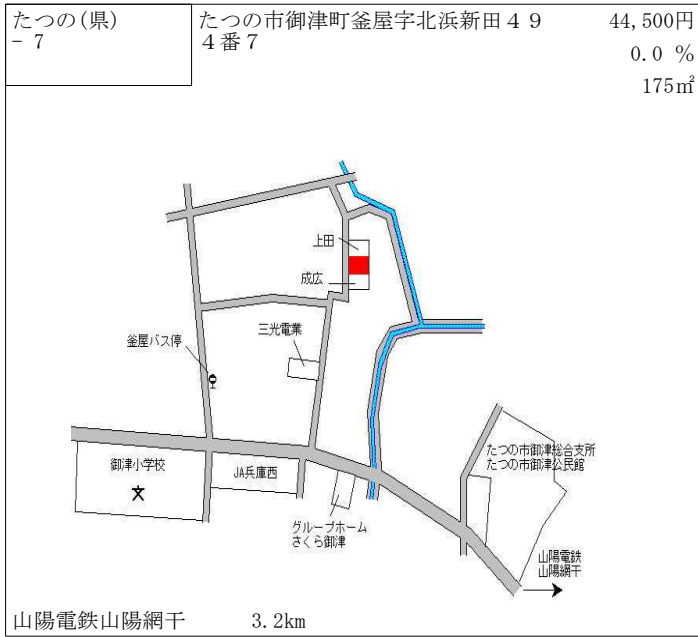 たつの(県)
- 7
たつの市御津町釜屋字北浜新田４９
４番７
44,500円
0.0 %
175㎡
上田
成広
三光電業
釜屋バス停
御津小学校
文
JA兵庫西
グループホーム
さくら御津
たつの市御津総合支所
たつの市御津公民館
山陽電鉄
山陽網干
山陽電鉄山陽網干 3.2km